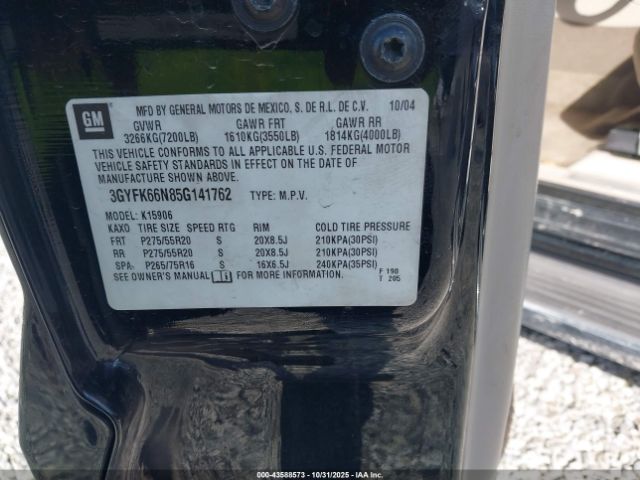 GM
MFD BY GENERAL MOTORS DE MEXICO, S. DE R.L. DE C.V. 10/04
GVWR GAWR FRT GAWR RR
3266KG(7200LB) 1610KG(3550LB) 1814KG(4000LB)
THIS VEHICLE CONFORMS TO ALL APPLICABLE U.S. FEDERAL MOTOR
VEHICLE SAFETY STANDARDS IN EFFECT ON THE DATE OF
MANUFACTURE SHOWN ABOVE.
3GYFK66N85G141762 TYPE: M.P.V.
MODEL: K15906
KAXO TIRE SIZE SPEED RTG RIM COLD TIRE PRESSURE
FRT P275/55R20 S 20X8.5J 210KPA(30PSI)
RR P275/55R20 S 20X8.5J 210KPA(30PSI)
SPA: P265/75R16 S 16X6.5J 240KPA(35PSI)
SEE OWNER'S MANUAL FOR MORE INFORMATION.
F 190
T 205
00-43588573 - 10/31/2025 - © IAA Holdings, LLC